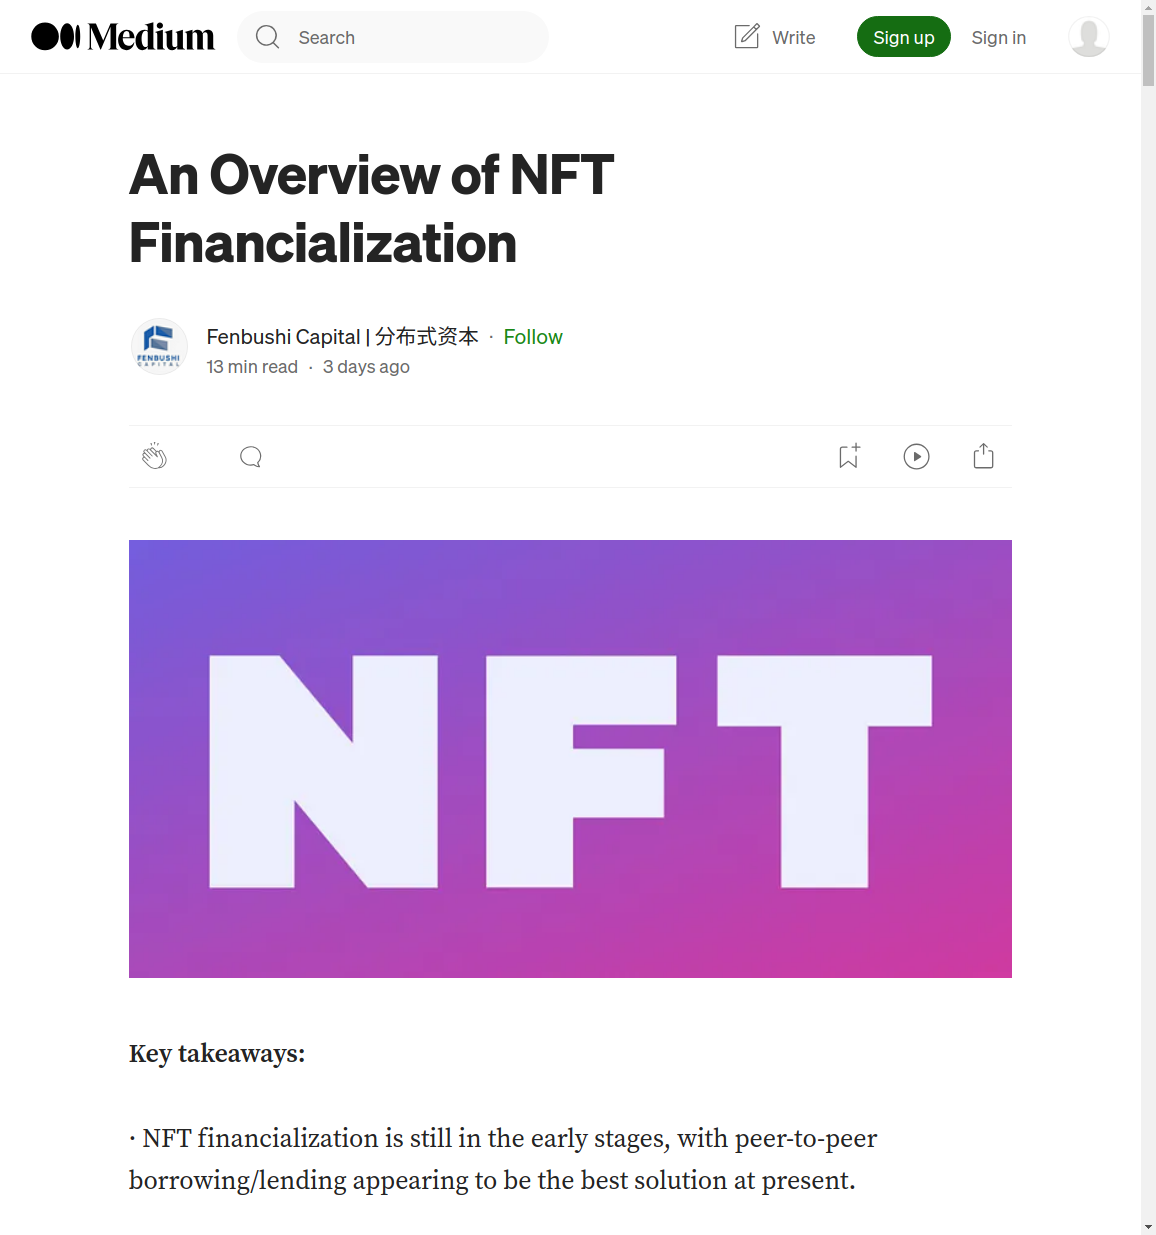 Medium
Search
Write
Sign up
Sign in
An Overview of NFT
Financialization
FENBUSHI
CAPITAL
Fenbushi Capital | 分布式资本 · Follow
13 min read · 3 days ago
NFT
Key takeaways:
· NFT financialization is still in the early stages, with peer-to-peer
borrowing/lending appearing to be the best solution at present.